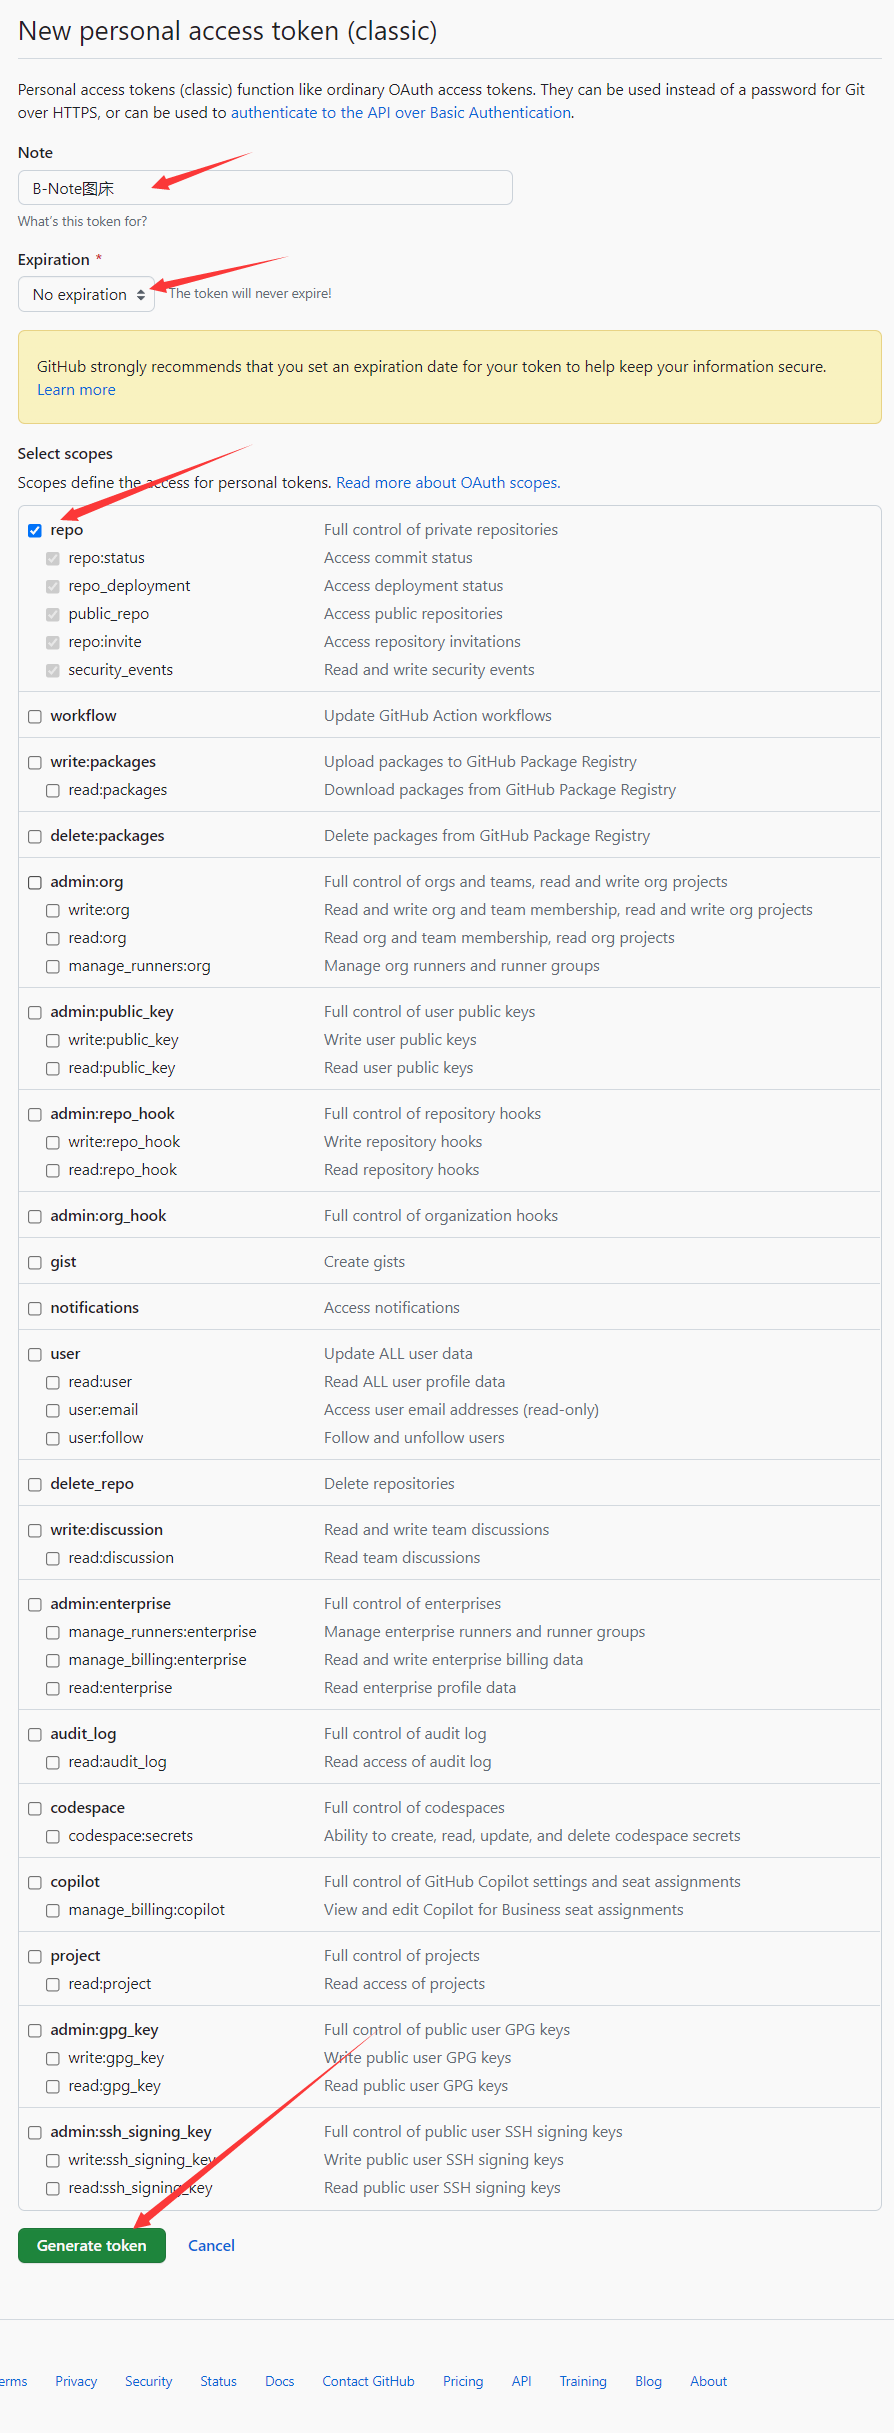 New personal access token (classic)
Personal access tokens (classic) function like ordinary OAuth access tokens. They can be used instead of a password for Git
over HTTPS, or can be used to authenticate to the API over Basic Authentication.
Note
B-Note图床
What's this token for?
Expiration *
No expiration The token will never expire!
GitHub strongly recommends that you set an expiration date for your token to help keep your information secure.
Learn more
Select scopes
Scopes define the access for personal tokens. Read more about OAuth scopes.
repo Full control of private repositories
repo:status Access commit status
repo_deployment Access deployment status
public_repo Access public repositories
repo:invite Access repository invitations
security_events Read and write security events
workflow Update GitHub Action workflows
write:packages Upload packages to GitHub Package Registry
read:packages Download packages from GitHub Package Registry
delete:packages Delete packages from GitHub Package Registry
admin:org Full control of orgs and teams, read and write org projects
write:org Read and write org and team membership, read and write org projects
read:org Read org and team membership, read org projects
manage_runners:org Manage org runners and runner groups
admin:public_key Full control of user public keys
write:public_key Write user public keys
read:public_key Read user public keys
admin:repo_hook Full control of repository hooks
write:repo_hook Write repository hooks
read:repo_hook Read repository hooks
admin:org_hook Full control of organization hooks
gist Create gists
notifications Access notifications
user Update ALL user data
read:user Read ALL user profile data
user:email Access user email addresses (read-only)
user:follow Follow and unfollow users
delete_repo Delete repositories
write:discussion Read and write team discussions
read:discussion Read team discussions
admin:enterprise Full control of enterprises
manage_runners:enterprise Manage enterprise runners and runner groups
manage_billing:enterprise Read and write enterprise billing data
read:enterprise Read enterprise profile data
audit_log Full control of audit log
read:audit_log Read access of audit log
codespace Full control of codespaces
codespace:secrets Ability to create, read, update, and delete codespace secrets
copilot Full control of GitHub Copilot settings and seat assignments
manage_billing:copilot View and edit Copilot for Business seat assignments
project Full control of projects
read:project Read access of projects
admin:gpg_key Full control of public user GPG keys
write:gpg_key Write public user GPG keys
read:gpg_key Read public user GPG keys
admin:ssh_signing_key Full control of public user SSH signing keys
write:ssh_signing_key Write public user SSH signing keys
read:ssh_signing_key Read public user SSH signing keys
Generate token Cancel
erms Privacy Security Status Docs Contact GitHub Pricing API Training Blog About